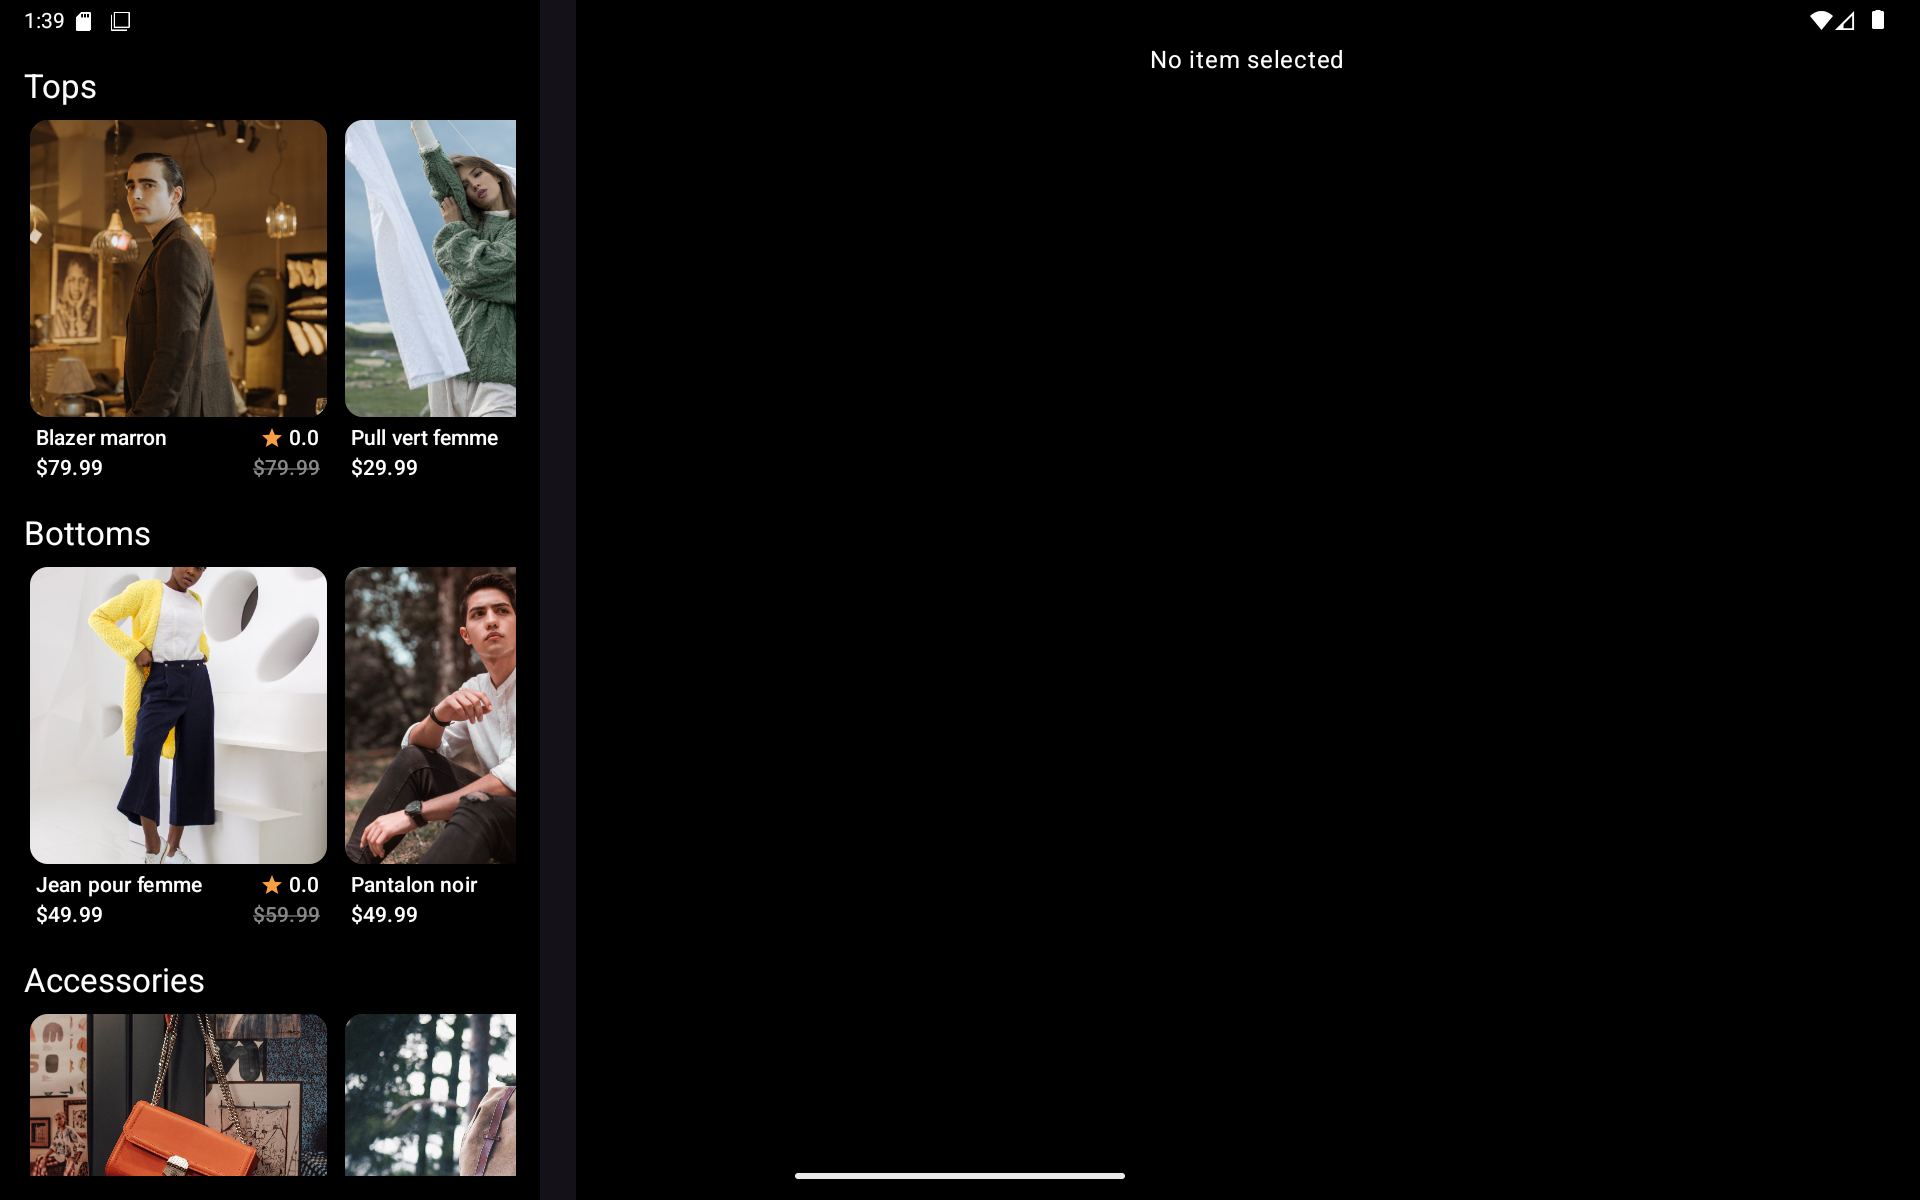 1:39
No item selected
Tops
Blazer marron
0.0
$79.99
$79.99
Pull vert femme
$29.99
Bottoms
Jean pour femme
0.0
$49.99
$59.99
Pantalon noir
$49.99
Accessories